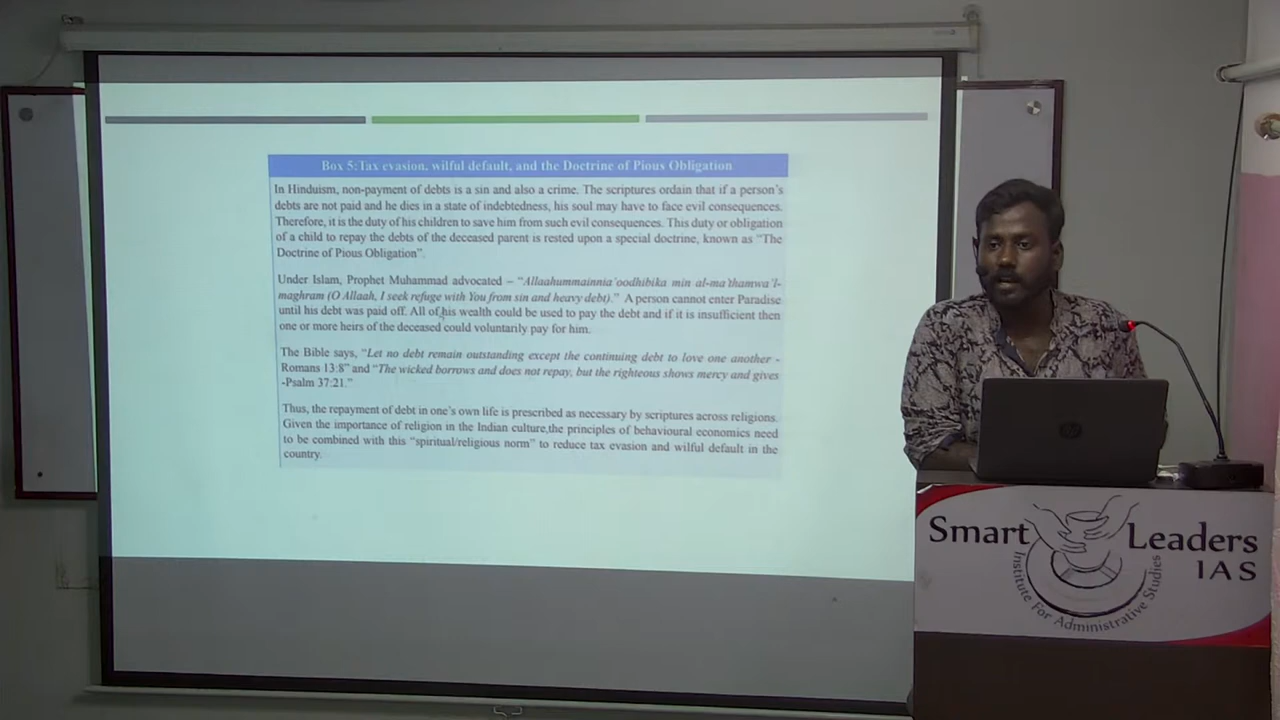 Box 5:Tax evasion, wilful default, and the Doctrine of Pious Obligation
In Hinduism, non-payment of debts is a sin and also a crime. The scriptures ordain that if a person's
debts are not paid and he dies in a state of indebtedness, his soul may have to face evil consequences.
Therefore, it is the duty of his children to save him from such evil consequences. This duty or obligation
of a child to repay the debts of the deceased parent is rested upon a special doctrine, known as "The
Doctrine of Pious Obligation".
Under Islam, Prophet Muhammad advocated – "Allaahummainnia'oodhibika min al-ma'thamwa'l-
maghram (O Allaah, I seek refuge with You from sin and heavy debt)." A person cannot enter Paradise
until his debt was paid off. All of his wealth could be used to pay the debt and if it is insufficient then
one or more heirs of the deceased could voluntarily pay for him.
The Bible says, "Let no debt remain outstanding except the continuing debt to love one another -
Romans 13:8" and "The wicked borrows and does not repay, but the righteous shows mercy and gives
-Psalm 37:21."
Thus, the repayment of debt in one's own life is prescribed as necessary by scriptures across religions.
Given the importance of religion in the Indian culture,the principles of behavioural economics need
to be combined with this "spiritual/religious norm" to reduce tax evasion and wilful default in the
country.
hp
Smart Leaders
IAS
Institute For Administrative Studies